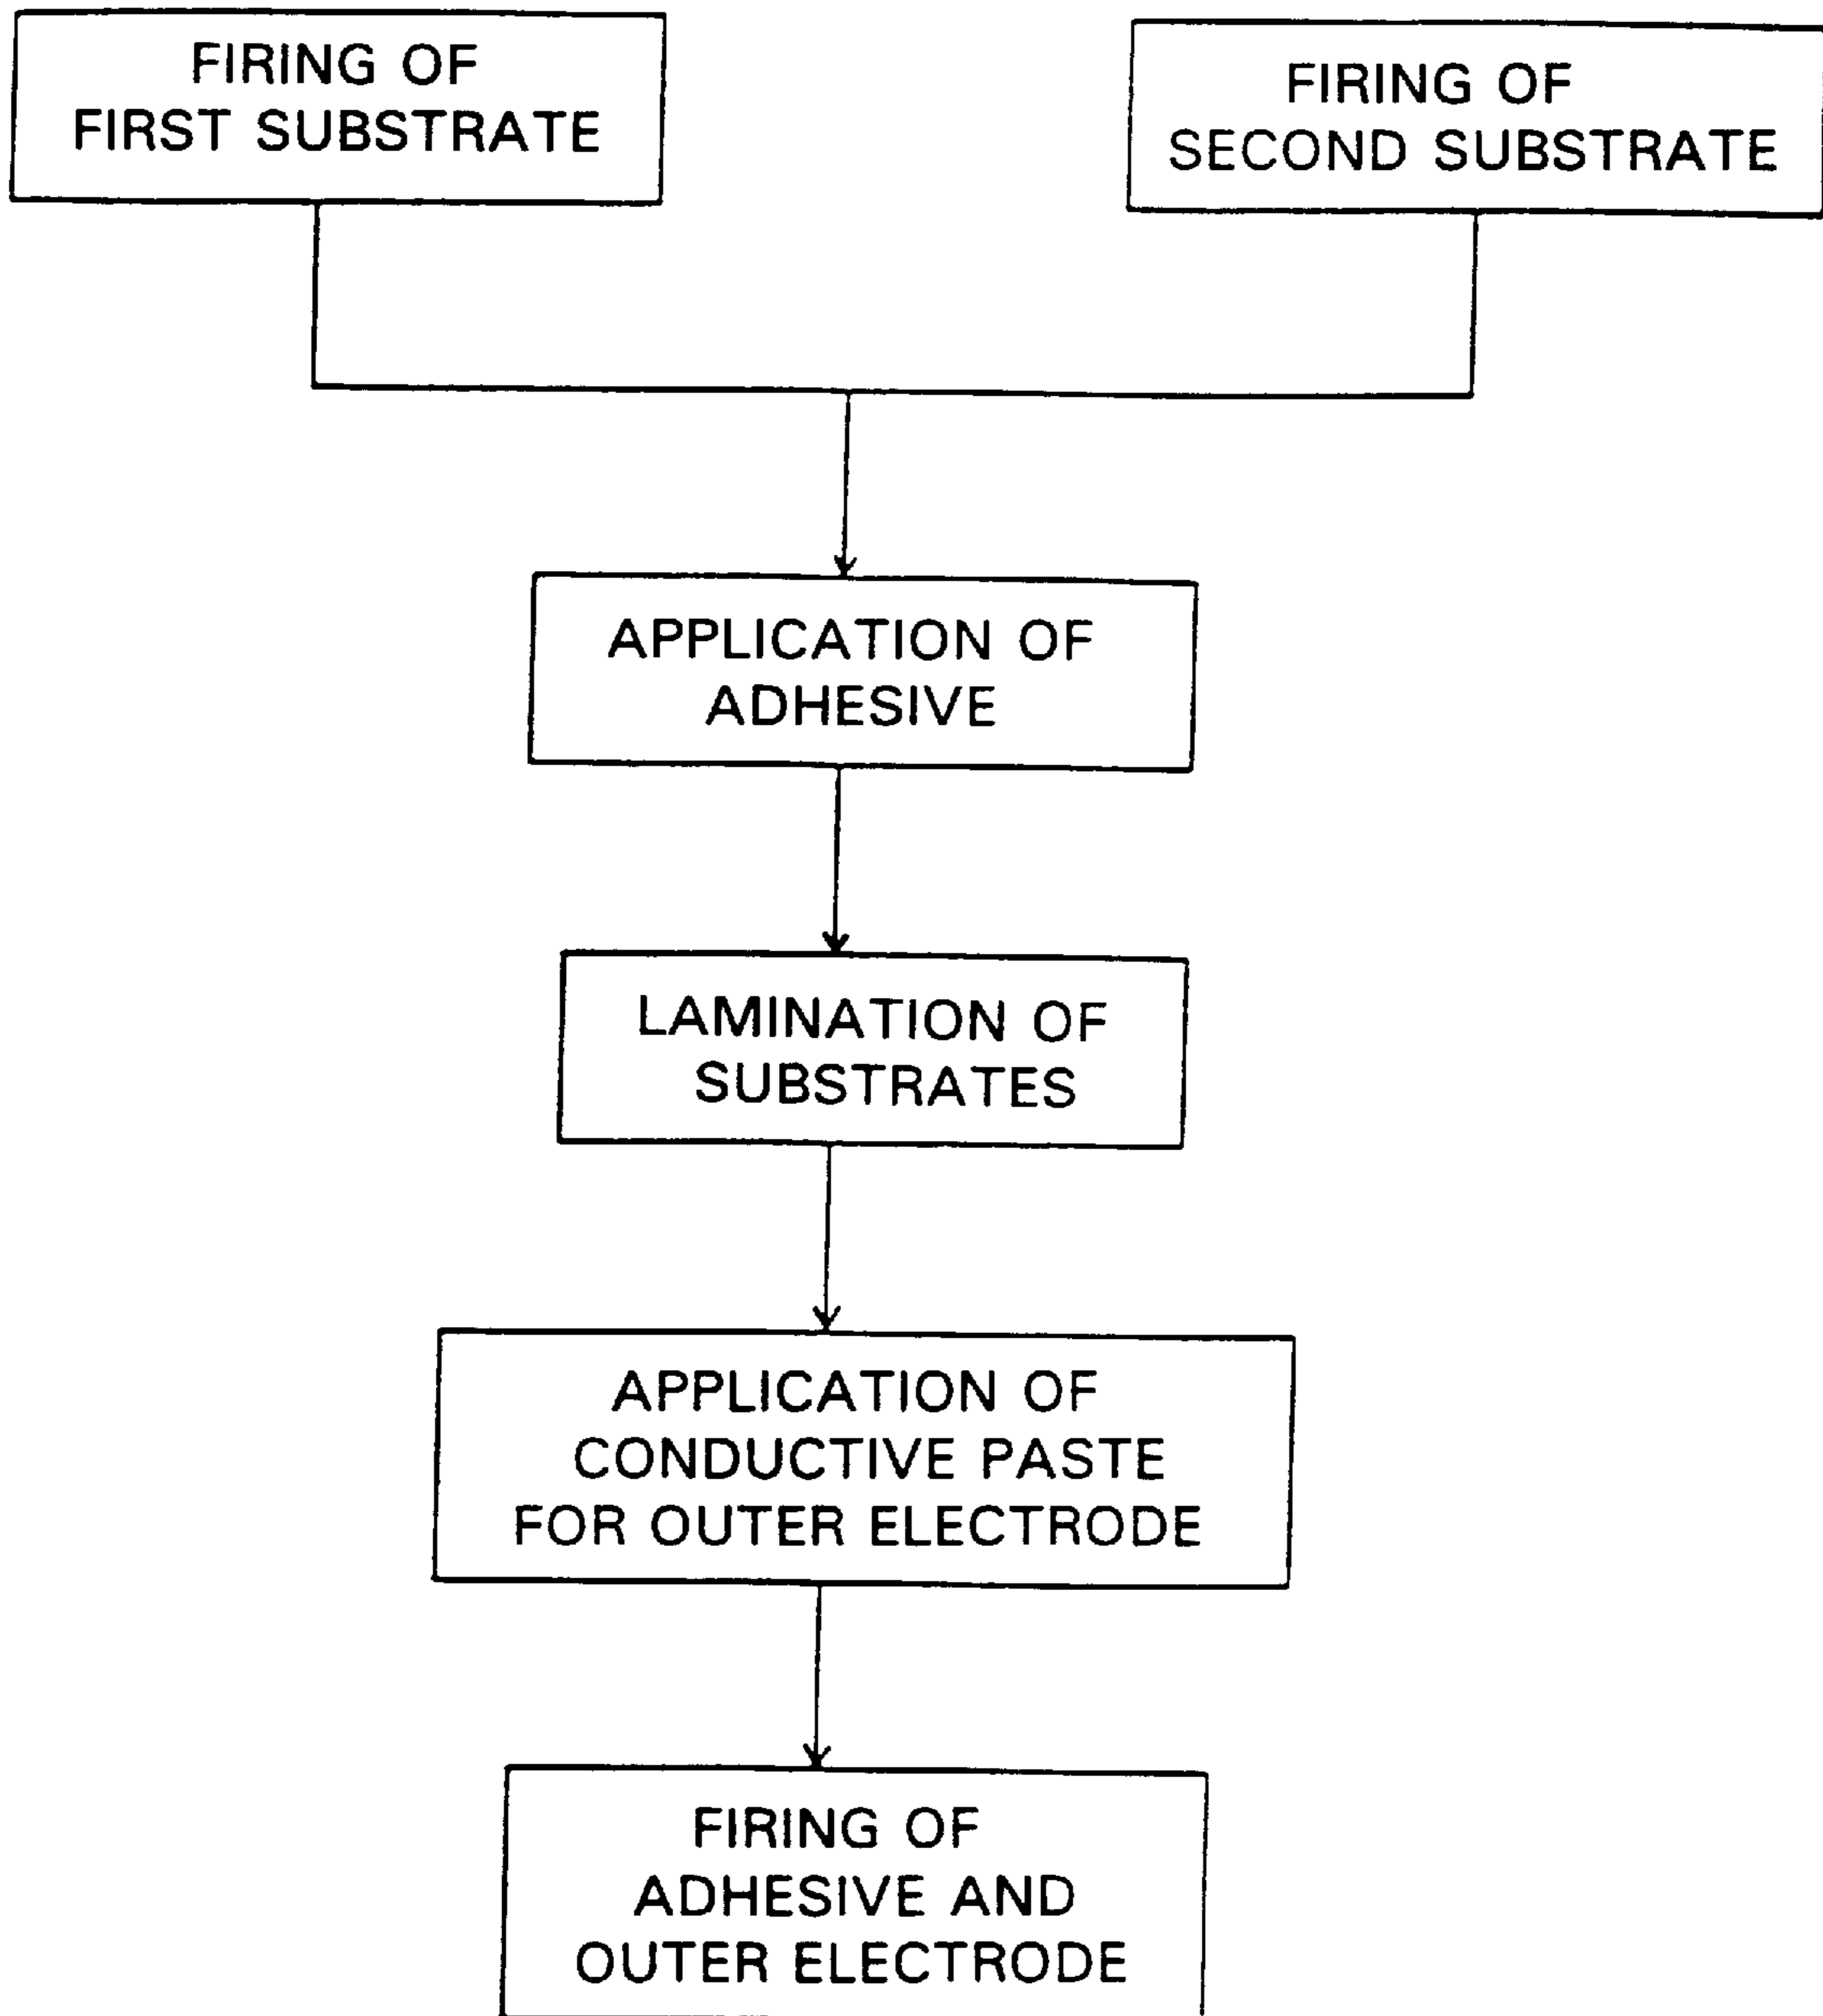 FIRING OF
FIRST SUBSTRATE
FIRING OF
SECOND SUBSTRATE
APPLICATION OF
ADHESIVE
LAMINATION OF
SUBSTRATES
APPLICATION OF
CONDUCTIVE PASTE
FOR OUTER ELECTRODE
FIRING OF
ADHESIVE AND
OUTER ELECTRODE